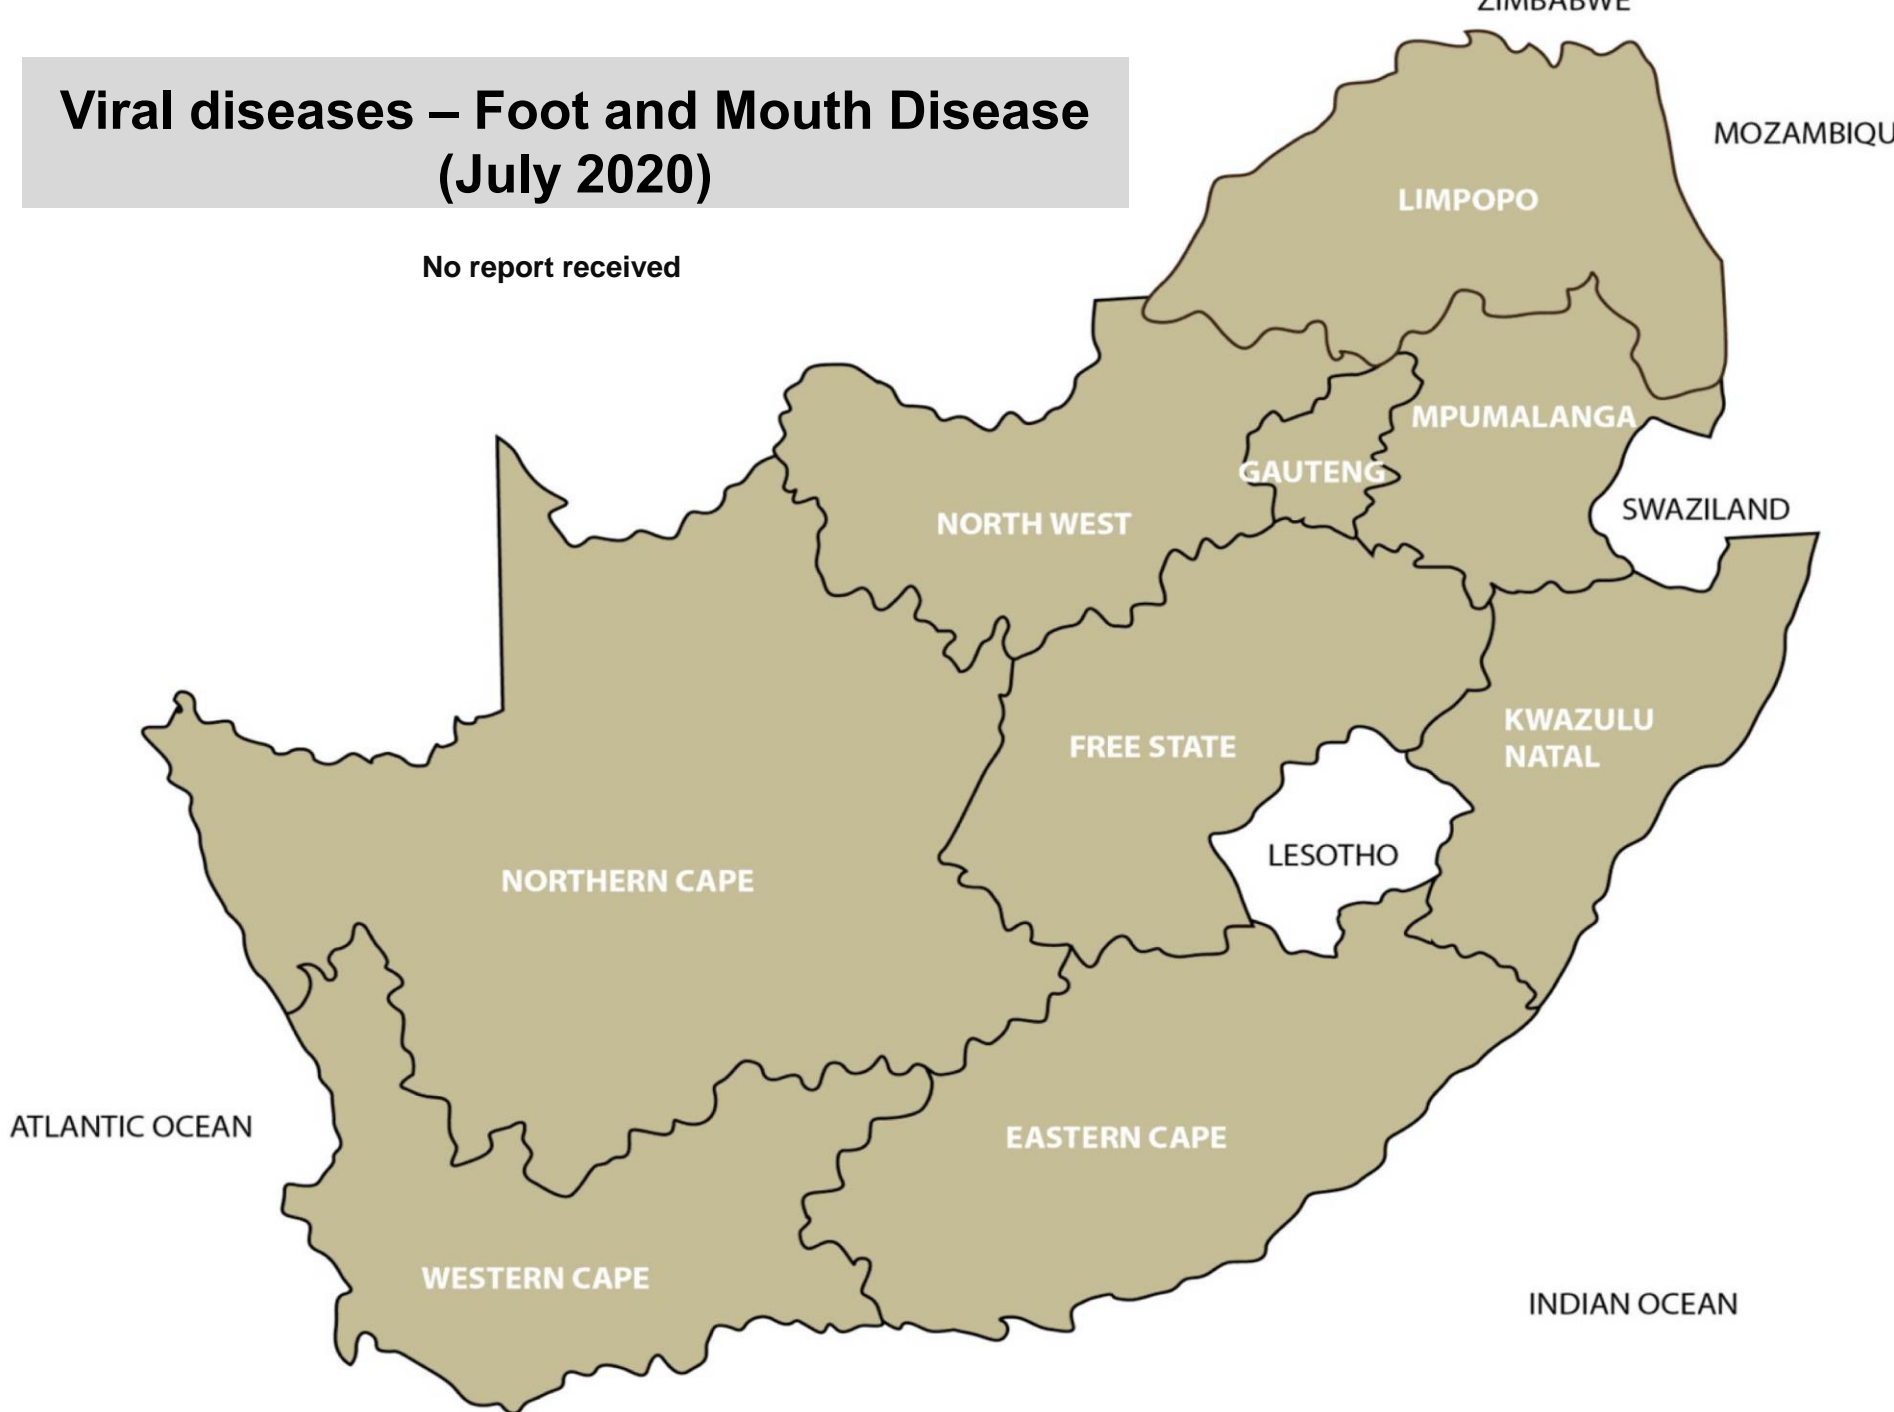 ZIMBABWE
Viral diseases – Foot and Mouth Disease
(July 2020)
MOZAMBIQU
LIMPOPO
No report received
MPUMALANGA
GAUTENG
SWAZILAND
NORTH WEST
KWAZULU
NATAL
FREE STATE
LESOTHO
NORTHERN CAPE
ATLANTIC OCEAN
EASTERN CAPE
WESTERN CAPE
INDIAN OCEAN